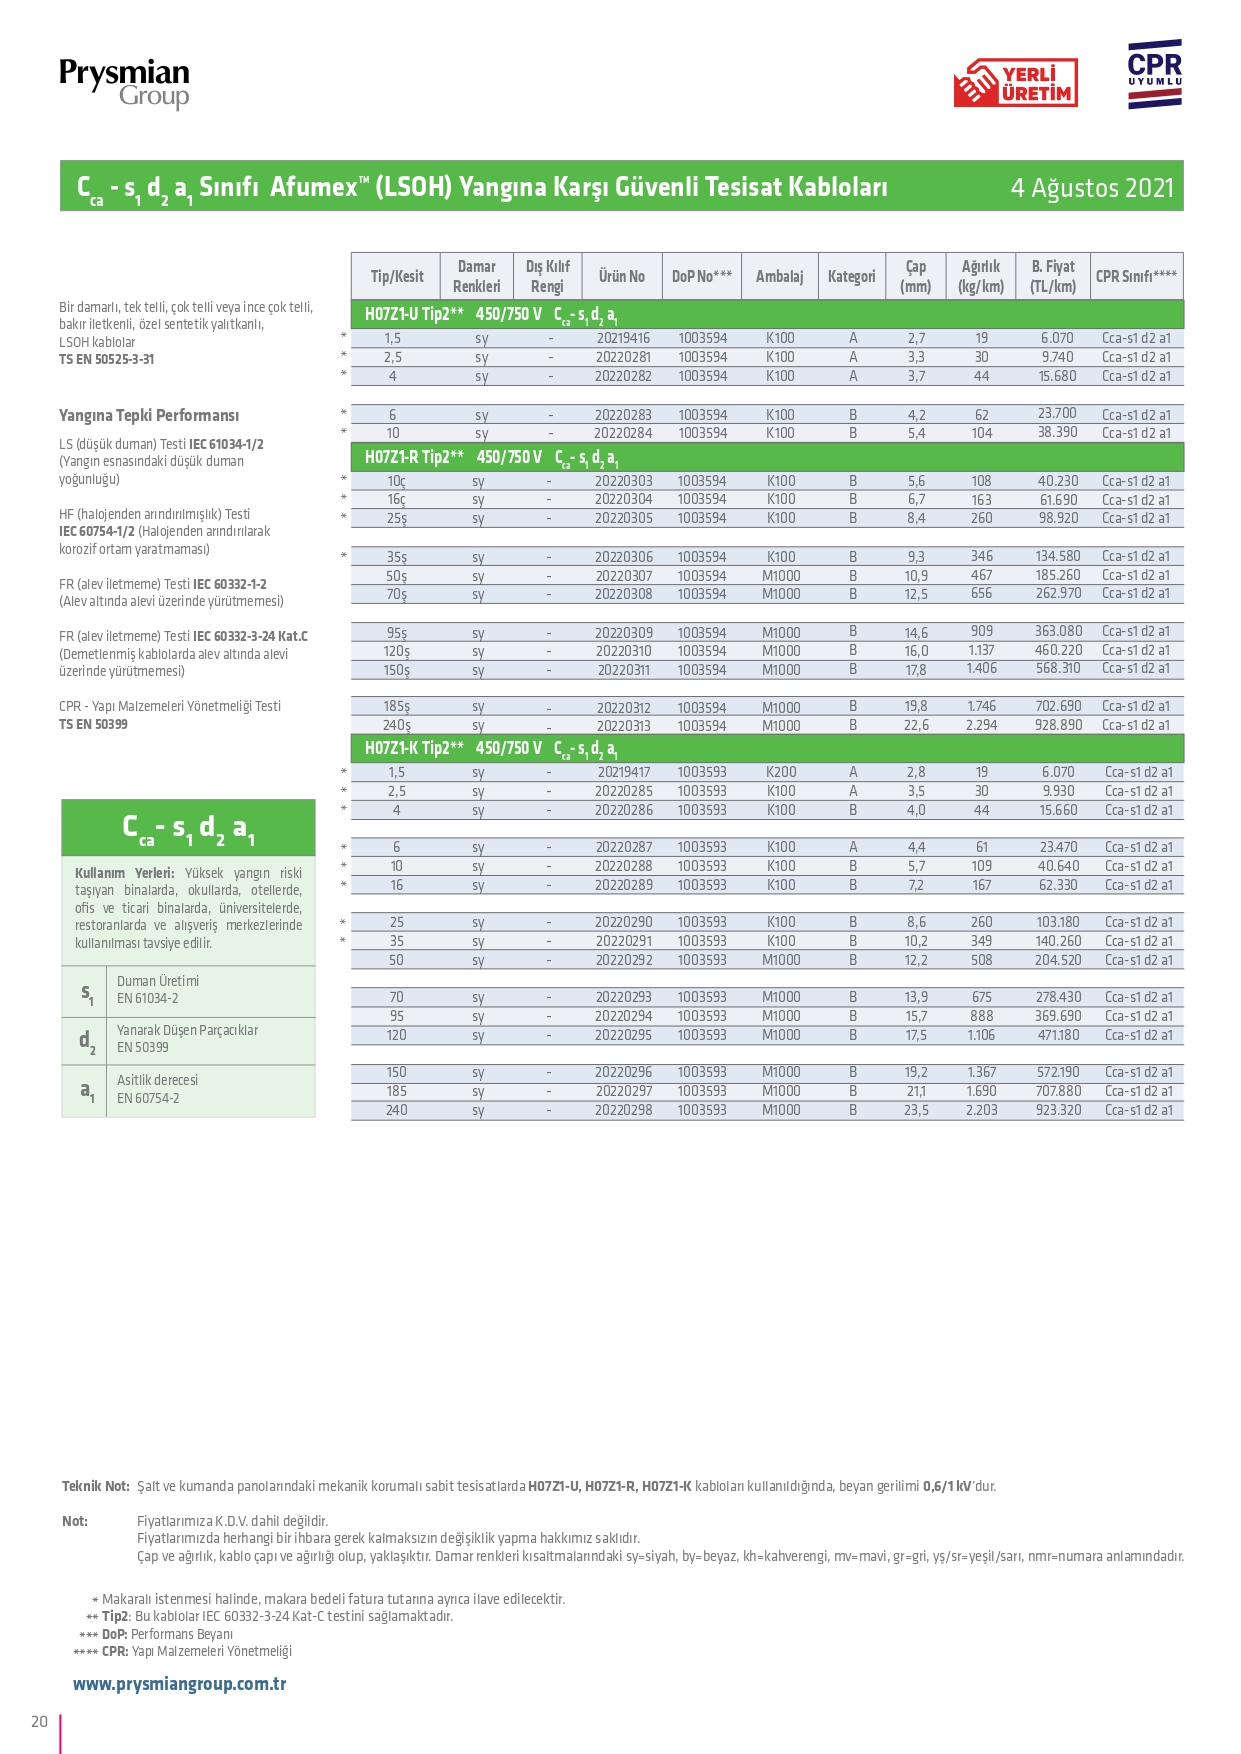 Prysmian
Group
YERLİ
ÜRETİM
CPR
UYUMLU
Cca - s1 d2 a1 Sınıfı Afumex™ (LSOH) Yangına Karşı Güvenli Tesisat Kabloları 4 Ağustos 2021
Bir damarlı, tek telli, çok telli veya ince çok telli,
bakır iletkenli, özel sentetik yalıtkanlı,
LSOH kablolar
TS EN 50525-3-31
Yangına Tepki Performansı
LS (düşük duman) Testi IEC 61034-1/2
(Yangın esnasındaki düşük duman
yoğunluğu)
HF (halojenden arındırılmışlık) Testi
IEC 60754-1/2 (Halojenden arındırılarak
korozif ortam yaratmaması)
FR (alev iletmeme) Testi IEC 60332-1-2
(Alev altında alevi üzerinde yürütmemesi)
FR (alev iletmeme) Testi IEC 60332-3-24 Kat.C
(Demetlenmiş kablolarda alev altında alevi
üzerinde yürütmemesi)
CPR - Yapı Malzemeleri Yönetmeliği Testi
TS EN 50399
Cca- s1 d2 a1
Kullanım Yerleri: Yüksek yangın riski
taşıyan binalarda, okullarda, otellerde,
ofis ve ticari binalarda, üniversitelerde,
restoranlarda ve alışveriş merkezlerinde
kullanılması tavsiye edilir.
s1 Duman Üretimi
EN 61034-2
d2 Yanarak Düşen Parçacıklar
EN 50399
a1 Asitlik derecesi
EN 60754-2
Tip/Kesit Damar Renkleri Dış Kılıf Rengi Ürün No DoP No*** Ambalaj Kategori Çap (mm) Ağırlık (kg/km) B. Fiyat (TL/km) CPR Sınıfı****
H07Z1-U Tip2** 450/750 V Cca- s1 d2 a1
* 1,5 sy - 20219416 1003594 K100 A 2,7 19 6.070 Cca-s1 d2 a1
* 2,5 sy - 20220281 1003594 K100 A 3,3 30 9.740 Cca-s1 d2 a1
* 4 sy - 20220282 1003594 K100 A 3,7 44 15.680 Cca-s1 d2 a1
* 6 sy - 20220283 1003594 K100 B 4,2 62 23.700 Cca-s1 d2 a1
* 10 sy - 20220284 1003594 K100 B 5,4 104 38.390 Cca-s1 d2 a1
H07Z1-R Tip2** 450/750 V Cca- s1 d2 a1
* 10ç sy - 20220303 1003594 K100 B 5,6 108 40.230 Cca-s1 d2 a1
* 16ç sy - 20220304 1003594 K100 B 6,7 163 61.690 Cca-s1 d2 a1
* 25ş sy - 20220305 1003594 K100 B 8,4 260 98.920 Cca-s1 d2 a1
* 35ş sy - 20220306 1003594 K100 B 9,3 346 134.580 Cca-s1 d2 a1
50ş sy - 20220307 1003594 M1000 B 10,9 467 185.260 Cca-s1 d2 a1
70ş sy - 20220308 1003594 M1000 B 12,5 656 262.970 Cca-s1 d2 a1
95ş sy - 20220309 1003594 M1000 B 14,6 909 363.080 Cca-s1 d2 a1
120ş sy - 20220310 1003594 M1000 B 16,0 1.137 460.220 Cca-s1 d2 a1
150ş sy - 20220311 1003594 M1000 B 17,8 1.406 568.310 Cca-s1 d2 a1
185ş sy - 20220312 1003594 M1000 B 19,8 1.746 702.690 Cca-s1 d2 a1
240ş sy - 20220313 1003594 M1000 B 22,6 2.294 928.890 Cca-s1 d2 a1
H07Z1-K Tip2** 450/750 V Cca- s1 d2 a1
* 1,5 sy - 20219417 1003593 K200 A 2,8 19 6.070 Cca-s1 d2 a1
* 2,5 sy - 20220285 1003593 K100 A 3,5 30 9.930 Cca-s1 d2 a1
* 4 sy - 20220286 1003593 K100 B 4,0 44 15.660 Cca-s1 d2 a1
* 6 sy - 20220287 1003593 K100 A 4,4 61 23.470 Cca-s1 d2 a1
* 10 sy - 20220288 1003593 K100 B 5,7 109 40.640 Cca-s1 d2 a1
* 16 sy - 20220289 1003593 K100 B 7,2 167 62.330 Cca-s1 d2 a1
* 25 sy - 20220290 1003593 K100 B 8,6 260 103.180 Cca-s1 d2 a1
* 35 sy - 20220291 1003593 K100 B 10,2 349 140.260 Cca-s1 d2 a1
50 sy - 20220292 1003593 M1000 B 12,2 508 204.520 Cca-s1 d2 a1
70 sy - 20220293 1003593 M1000 B 13,9 675 278.430 Cca-s1 d2 a1
95 sy - 20220294 1003593 M1000 B 15,7 888 369.690 Cca-s1 d2 a1
120 sy - 20220295 1003593 M1000 B 17,5 1.106 471.180 Cca-s1 d2 a1
150 sy - 20220296 1003593 M1000 B 19,2 1.367 572.190 Cca-s1 d2 a1
185 sy - 20220297 1003593 M1000 B 21,1 1.690 707.880 Cca-s1 d2 a1
240 sy - 20220298 1003593 M1000 B 23,5 2.203 923.320 Cca-s1 d2 a1
Teknik Not: Şalt ve kumanda panolarındaki mekanik korumalı sabit tesisatlarda H07Z1-U, H07Z1-R, H07Z1-K kabloları kullanıldığında, beyan gerilimi 0,6/1 kV'dur.
Not: Fiyatlarımıza K.D.V. dahil değildir.
Fiyatlarımızda herhangi bir ihbara gerek kalmaksızın değişiklik yapma hakkımız saklıdır.
Çap ve ağırlık, kablo çapı ve ağırlığı olup, yaklaşıktır. Damar renkleri kısaltmalarındaki sy=siyah, by=beyaz, kh=kahverengi, mv=mavi, gr=gri, yş/sr=yeşil/sarı, nmr=numara anlamındadır.
* Makaralı istenmesi halinde, makara bedeli fatura tutarına ayrıca ilave edilecektir.
** Tip2: Bu kablolar IEC 60332-3-24 Kat-C testini sağlamaktadır.
*** DoP: Performans Beyanı
**** CPR: Yapı Malzemeleri Yönetmeliği
www.prysmiangroup.com.tr
20